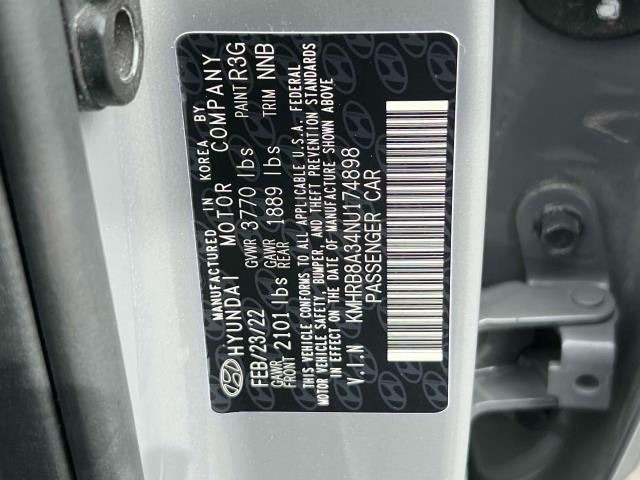 MANUFACTURED IN KOREA BY
HYUNDAI MOTOR COMPANY
FEB/23/22 GVWR 3770 lbs PAINT R3G
GAWR FRONT 2101 lbs GAWR REAR 1889 lbs TRIM NNB
THIS VEHICLE CONFORMS TO ALL APPLICABLE U.S.A. FEDERAL
MOTOR VEHICLE SAFETY, BUMPER, AND THEFT PREVENTION STANDARDS
IN EFFECT ON THE DATE OF MANUFACTURE SHOWN ABOVE
V.I.N KMHRB8A34NU174898
PASSENGER CAR